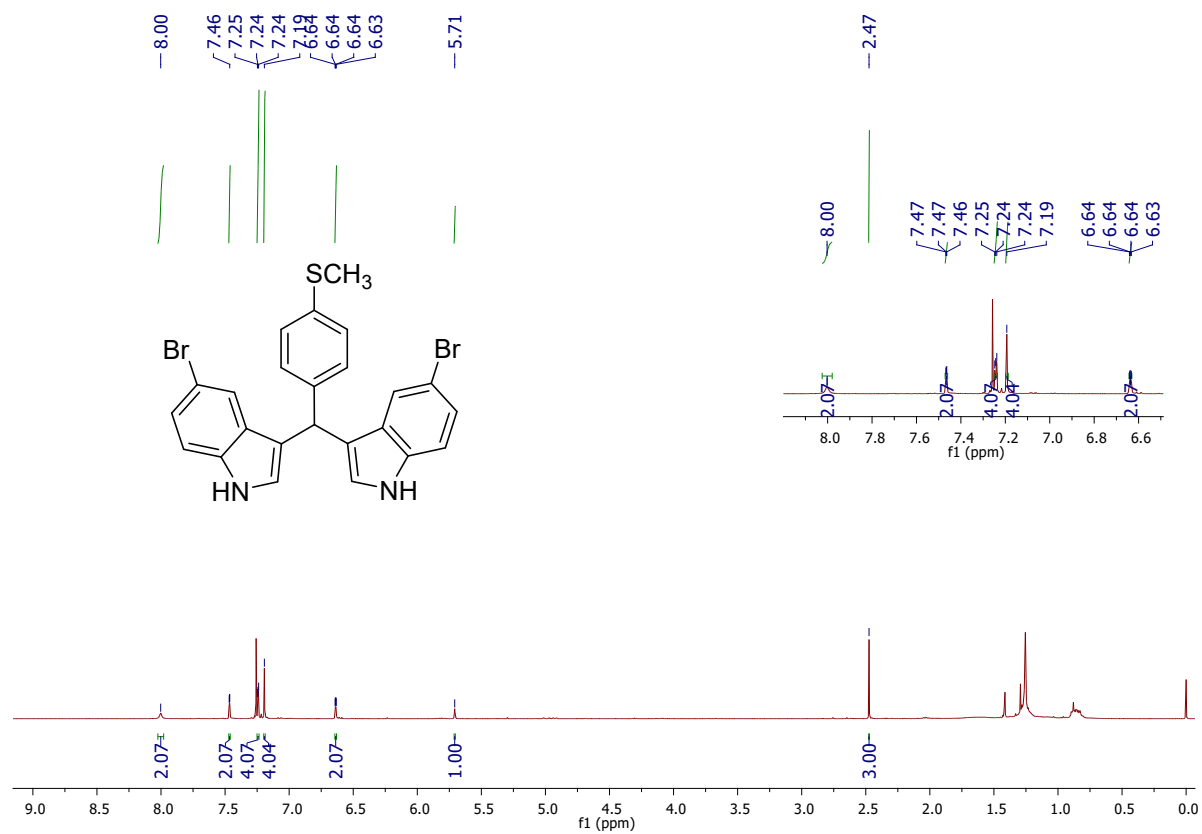 8.00 7.46 7.25 7.24 7.24 7.19 6.64 6.64 6.64 6.63 5.71 2.47
8.00 7.47 7.47 7.46 7.25 7.24 7.24 7.19 6.64 6.64 6.64 6.63
SCH3
Br
Br
HN
NH
2.07 2.07 4.07 4.04 2.07
8.0 7.8 7.6 7.4 7.2 7.0 6.8 6.6
f1 (ppm)
2.07 2.07 4.07 4.04 2.07 1.00 3.00
9.0 8.5 8.0 7.5 7.0 6.5 6.0 5.5 5.0 4.5 4.0 3.5 3.0 2.5 2.0 1.5 1.0 0.5 0.0
f1 (ppm)